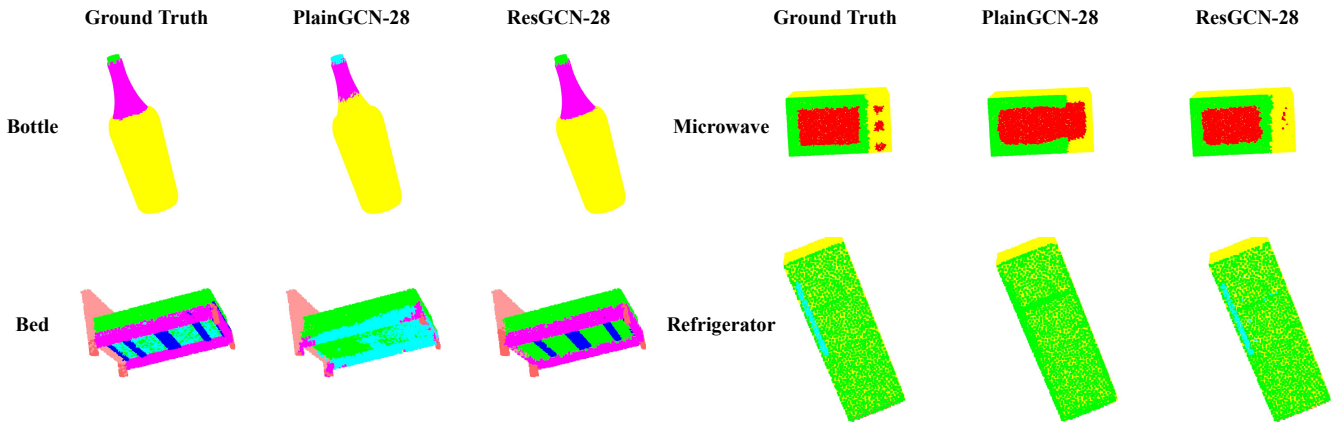 Ground Truth PlainGCN-28 ResGCN-28 Ground Truth PlainGCN-28 ResGCN-28
Bottle Microwave
Bed Refrigerator